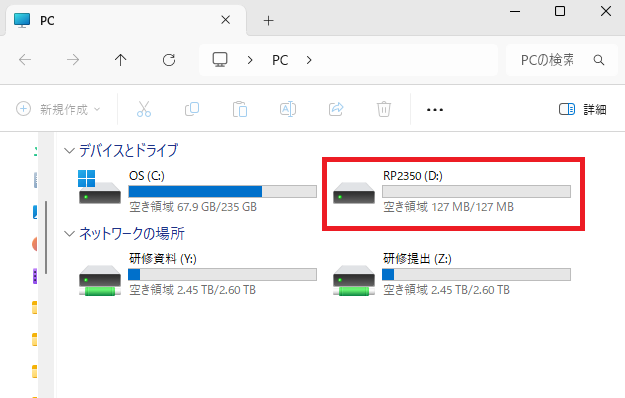 PC
PC
PCの検索
新規作成
詳細
デバイスとドライブ
OS (C:)
空き領域 67.9 GB/235 GB
RP2350 (D:)
空き領域 127 MB/127 MB
ネットワークの場所
研修資料 (Y:)
空き領域 2.45 TB/2.60 TB
研修提出 (Z:)
空き領域 2.45 TB/2.60 TB